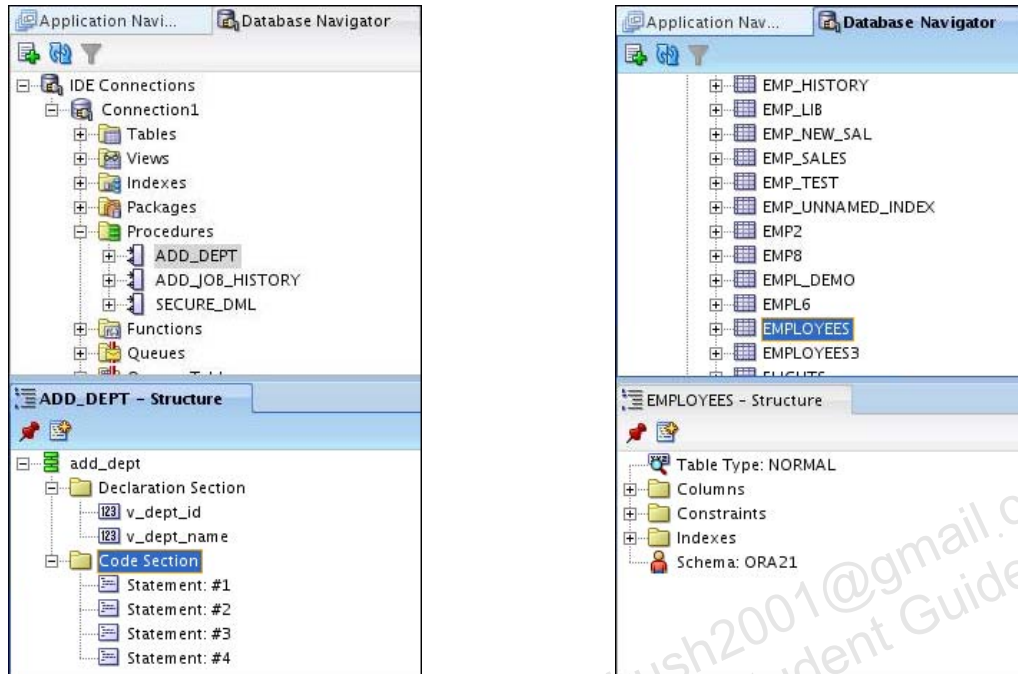 Application Navi...
Database Navigator
IDE Connections
Connection1
Tables
Views
Indexes
Packages
Procedures
ADD_DEPT
ADD_JOB_HISTORY
SECURE_DML
Functions
Queues
ADD_DEPT - Structure
add_dept
Declaration Section
v_dept_id
v_dept_name
Code Section
Statement: #1
Statement: #2
Statement: #3
Statement: #4
Application Nav...
Database Navigator
EMP_HISTORY
EMP_LIB
EMP_NEW_SAL
EMP_SALES
EMP_TEST
EMP_UNNAMED_INDEX
EMP2
EMP8
EMPL_DEMO
EMPL6
EMPLOYEES
EMPLOYEES3
EMPLOYEES - Structure
Table Type: NORMAL
Columns
Constraints
Indexes
Schema: ORA21